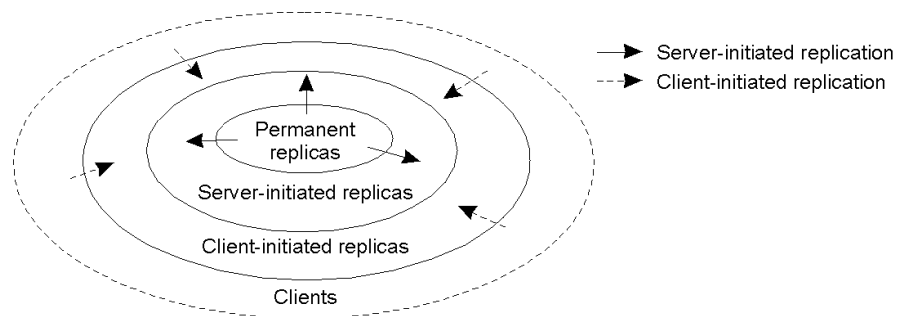 Server-initiated replication
Client-initiated replication
Permanent
replicas
Server-initiated replicas
Client-initiated replicas
Clients